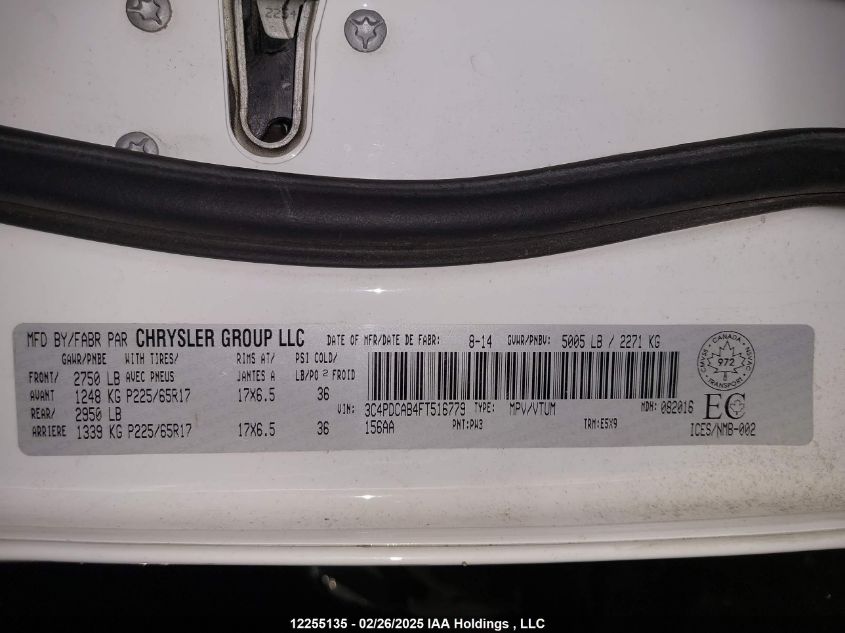 2254
MFD BY/FABR PAR CHRYSLER GROUP LLC DATE OF MFR/DATE DE FABR: 8-14 GVWR/PNBV: 5005 LB / 2271 KG
GAWR/PNBE WITH TIRES/ RIMS AT/ PSI COLD/
FRONT/ 2750 LB AVEC PNEUS JANTES A LB/PO² FROID
AVANT 1248 KG P225/65R17 17X6.5 36
REAR/ 2950 LB
ARRIERE 1339 KG P225/65R17 17X6.5 36
VIN: 3C4PDCAB4FT516779 TYPE: MPV/VTUM MDH: 082016
156AA PNT:PW3 TRM:E5X9
CANADA
CMVSS NSVAC
972
6
TRANSPORT
EC
ICES/NMB-002
12255135 - 02/26/2025 IAA Holdings , LLC